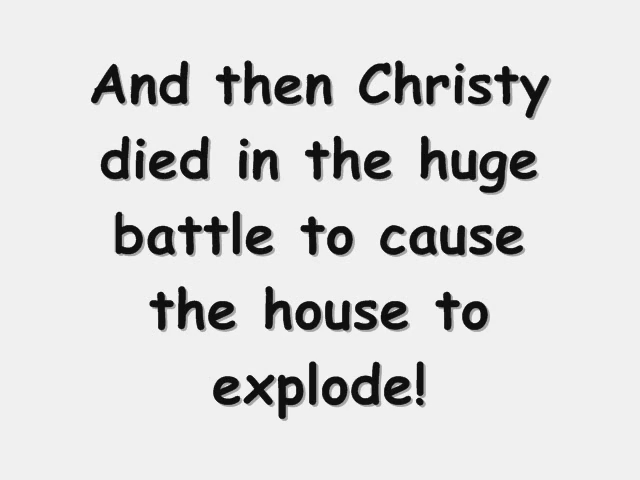 And then Christy
died in the huge
battle to cause
the house to
explode!